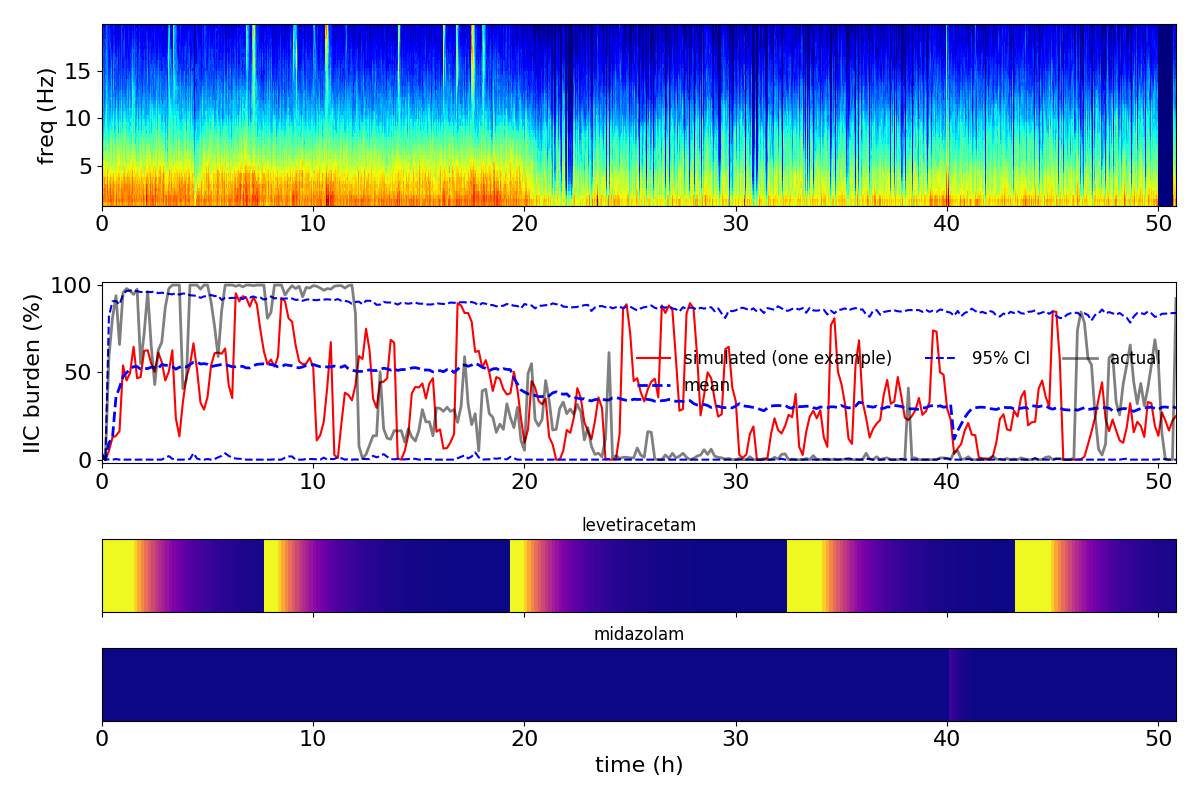 freq (Hz)
15
10
5
0 10 20 30 40 50
IIC burden (%)
100
50
0
simulated (one example) 95% CI actual
mean
0 10 20 30 40 50
levetiracetam
midazolam
0 10 20 30 40 50
time (h)